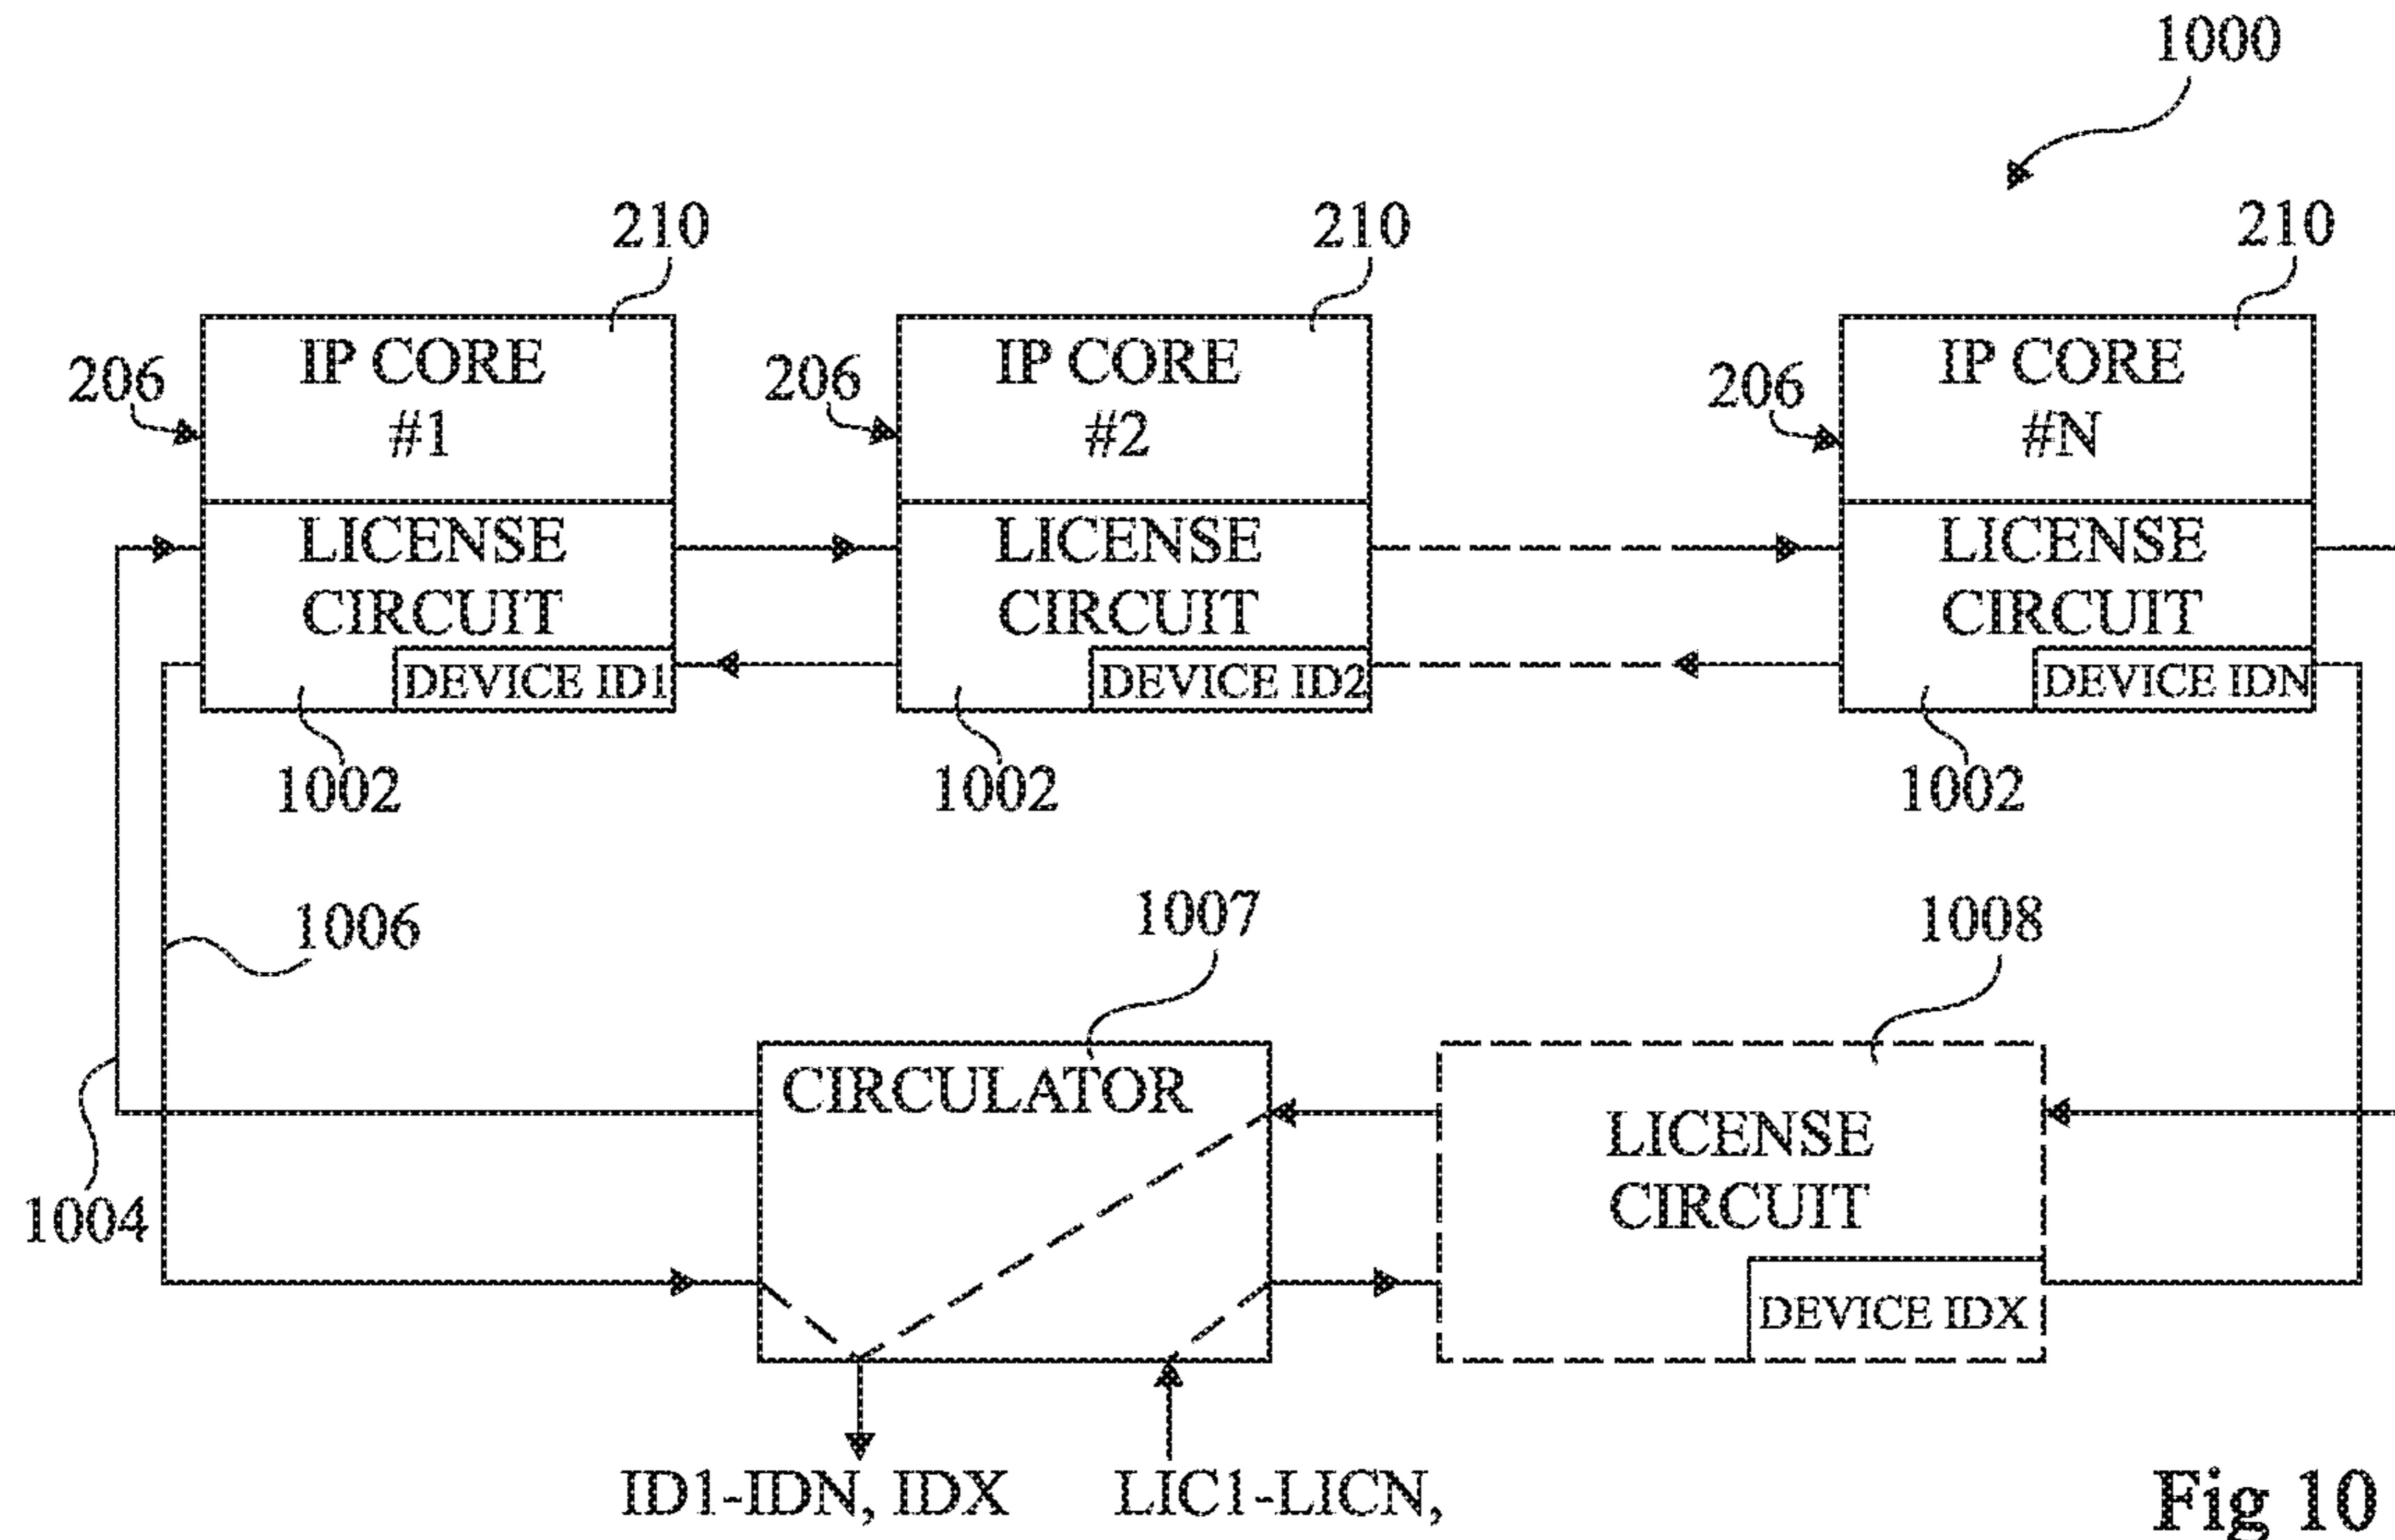 1000
210
210
210
IP CORE
#1
IP CORE
#2
IP CORE
#N
206
206
206
LICENSE
CIRCUIT
LICENSE
CIRCUIT
LICENSE
CIRCUIT
DEVICE ID1
DEVICE ID2
DEVICE IDN
1002
1002
1002
1006
1007
1008
CIRCULATOR
LICENSE
CIRCUIT
1004
DEVICE IDX
ID1-IDN, IDX
LIC1-LICN,
Fig 10